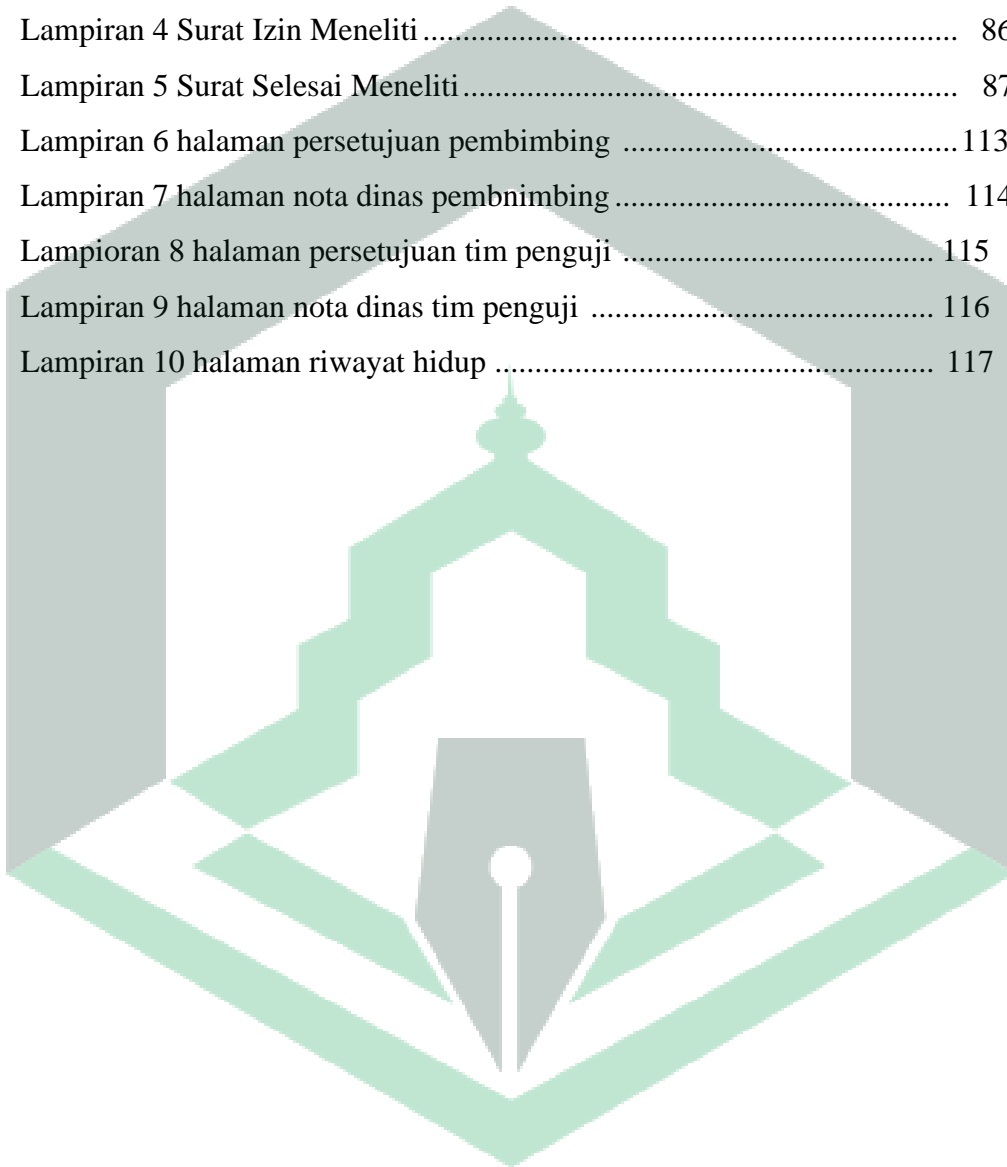 Lampiran 4 Surat Izin Meneliti ................................................................ 86
Lampiran 5 Surat Selesai Meneliti ........................................................... 87
Lampiran 6 halaman persetujuan pembimbing ........................................113
Lampiran 7 halaman nota dinas pembnimbing ........................................ 114
Lampioran 8 halaman persetujuan tim penguji ..................................... 115
Lampiran 9 halaman nota dinas tim penguji ......................................... 116
Lampiran 10 halaman riwayat hidup .................................................... 117